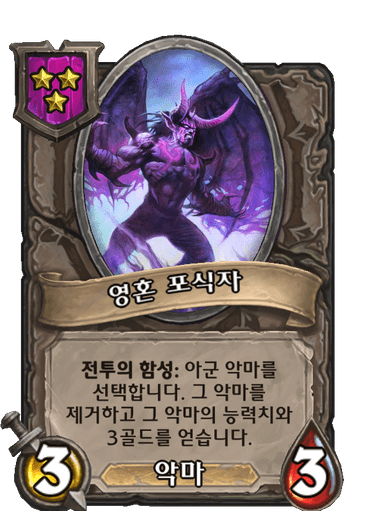 영혼 포식자
전투의 함성: 아군 악마를
선택합니다. 그 악마를
제거하고 그 악마의 능력치와
3골드를 얻습니다.
3
악마
3